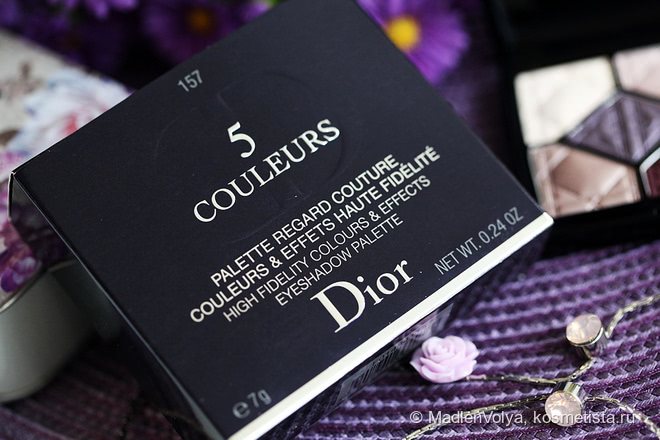 157
5
COULEURS
PALETTE REGARD COUTURE
COULEURS & EFFETS HAUTE FIDÉLITÉ
HIGH FIDELITY COLOURS & EFFECTS
EYESHADOW PALETTE
Dior
NET WT. 0.24 OZ
℮ 7g
© MadlenVolya, kosmetista.ru